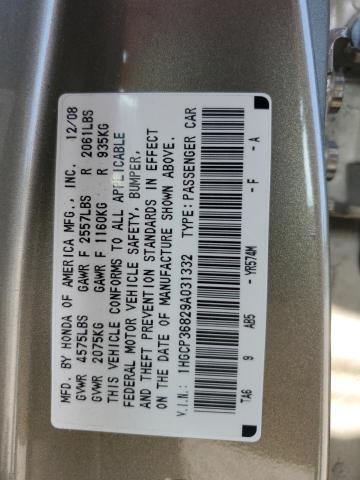 MFD. BY HONDA OF AMERICA MFG., INC. 12/08
GVWR 4575LBS GAWR F 2557LBS R 2061LBS
GVWR 2075KG GAWR F 1160KG R 935KG
THIS VEHICLE CONFORMS TO ALL APPLICABLE
FEDERAL MOTOR VEHICLE SAFETY, BUMPER,
AND THEFT PREVENTION STANDARDS IN EFFECT
ON THE DATE OF MANUFACTURE SHOWN ABOVE.
V.I.N.: 1HGCP36829A031332 TYPE: PASSENGER CAR
TA6 9 AB5 - YR574M - F - A